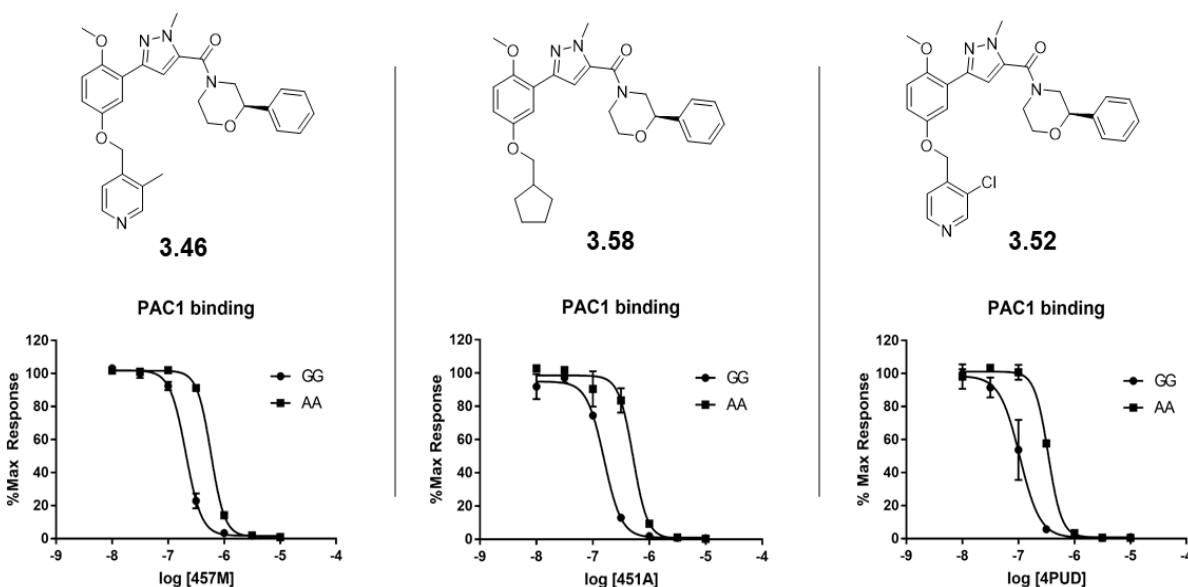 O
N
N
O
N
O
O
N
3.46
PAC1 binding
%Max Response
120
100
80
60
40
20
0
GG
AA
-9 -8 -7 -6 -5 -4
log [457M]
O
N
N
O
N
O
O
3.58
PAC1 binding
%Max Response
120
100
80
60
40
20
0
GG
AA
-9 -8 -7 -6 -5 -4
log [451A]
O
N
N
O
N
O
O
Cl
N
3.52
PAC1 binding
% Max Response
120
100
80
60
40
20
0
GG
AA
-9 -8 -7 -6 -5 -4
log [4PUD]